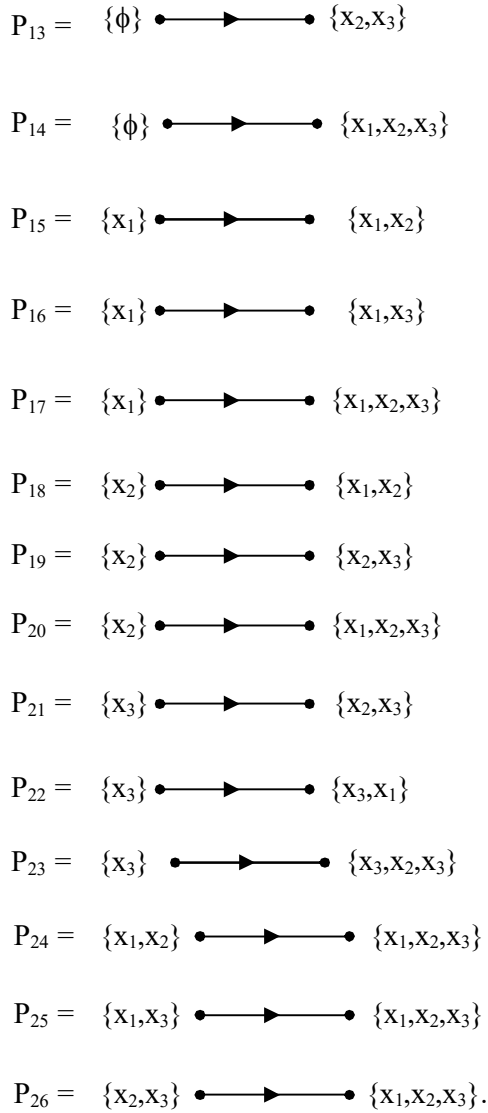 P₁₃ = {ϕ} {x₂,x₃}
P₁₄ = {ϕ} {x₁,x₂,x₃}
P₁₅ = {x₁} {x₁,x₂}
P₁₆ = {x₁} {x₁,x₃}
P₁₇ = {x₁} {x₁,x₂,x₃}
P₁₈ = {x₂} {x₁,x₂}
P₁₉ = {x₂} {x₂,x₃}
P₂₀ = {x₂} {x₁,x₂,x₃}
P₂₁ = {x₃} {x₂,x₃}
P₂₂ = {x₃} {x₃,x₁}
P₂₃ = {x₃} {x₃,x₂,x₃}
P₂₄ = {x₁,x₂} {x₁,x₂,x₃}
P₂₅ = {x₁,x₃} {x₁,x₂,x₃}
P₂₆ = {x₂,x₃} {x₁,x₂,x₃}.